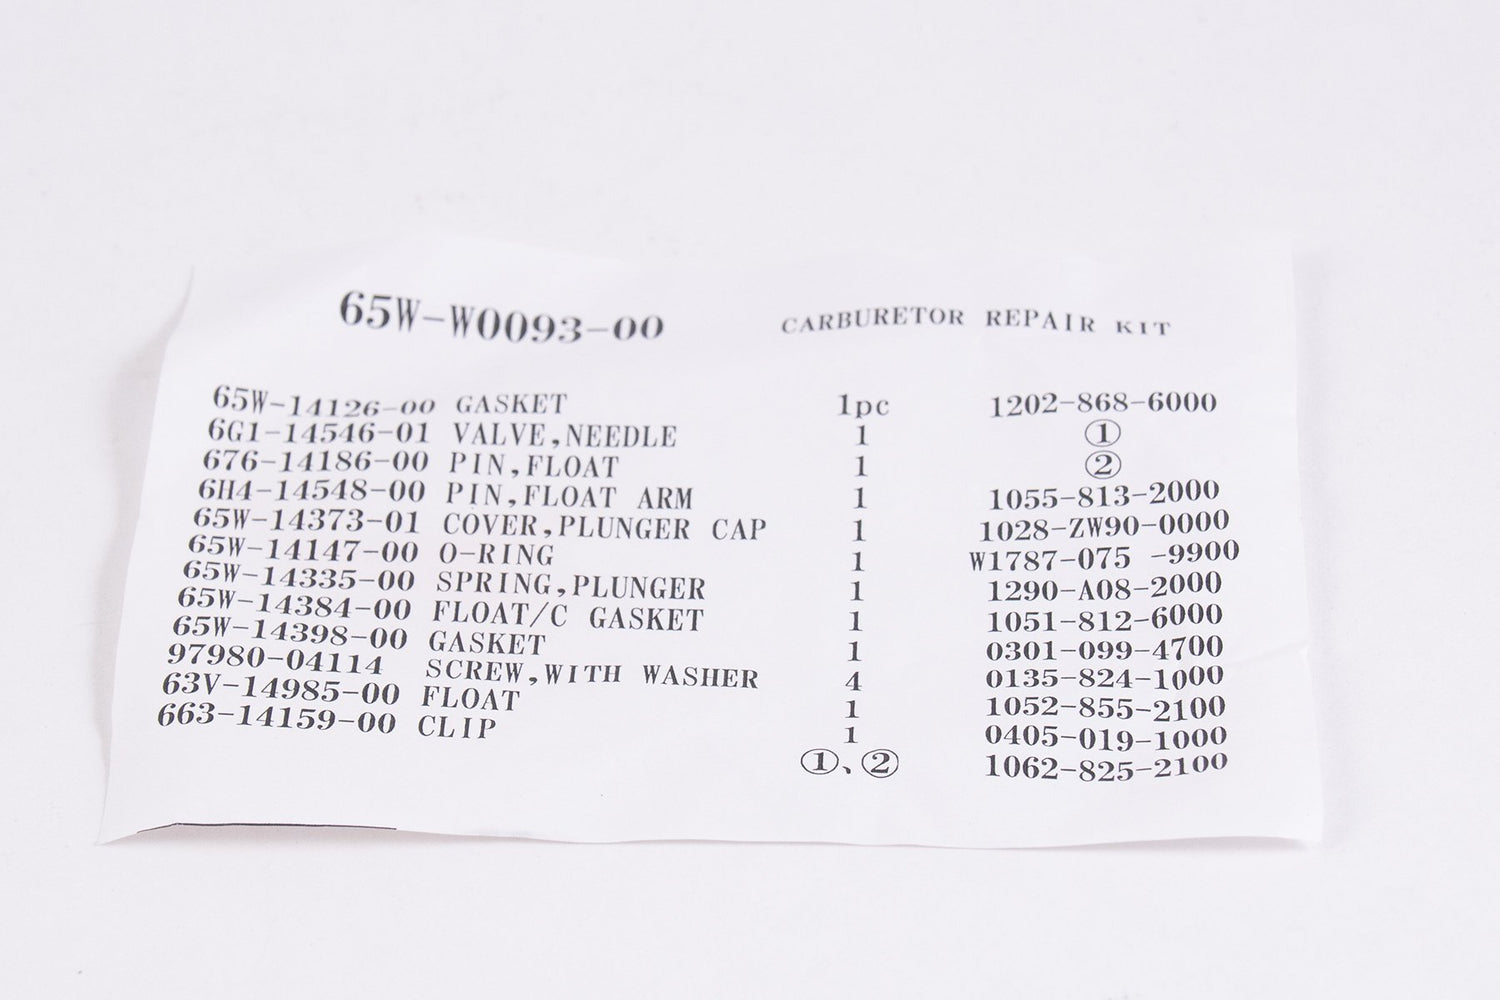 65W-W0093-00 CARBURETOR REPAIR KIT
65W-14126-00 GASKET 1pc 1202-868-6000
6G1-14546-01 VALVE,NEEDLE 1 ①
676-14186-00 PIN,FLOAT 1 ②
6H4-14548-00 PIN,FLOAT ARM 1 1055-813-2000
65W-14373-01 COVER,PLUNGER CAP 1 1028-ZW90-0000
65W-14147-00 O-RING 1 W1787-075 -9900
65W-14335-00 SPRING,PLUNGER 1 1290-A08-2000
65W-14384-00 FLOAT/C GASKET 1 1051-812-6000
65W-14398-00 GASKET 1 0301-099-4700
97980-04114 SCREW,WITH WASHER 4 0135-824-1000
63V-14985-00 FLOAT 1 1052-855-2100
663-14159-00 CLIP 1 0405-019-1000
①、② 1062-825-2100